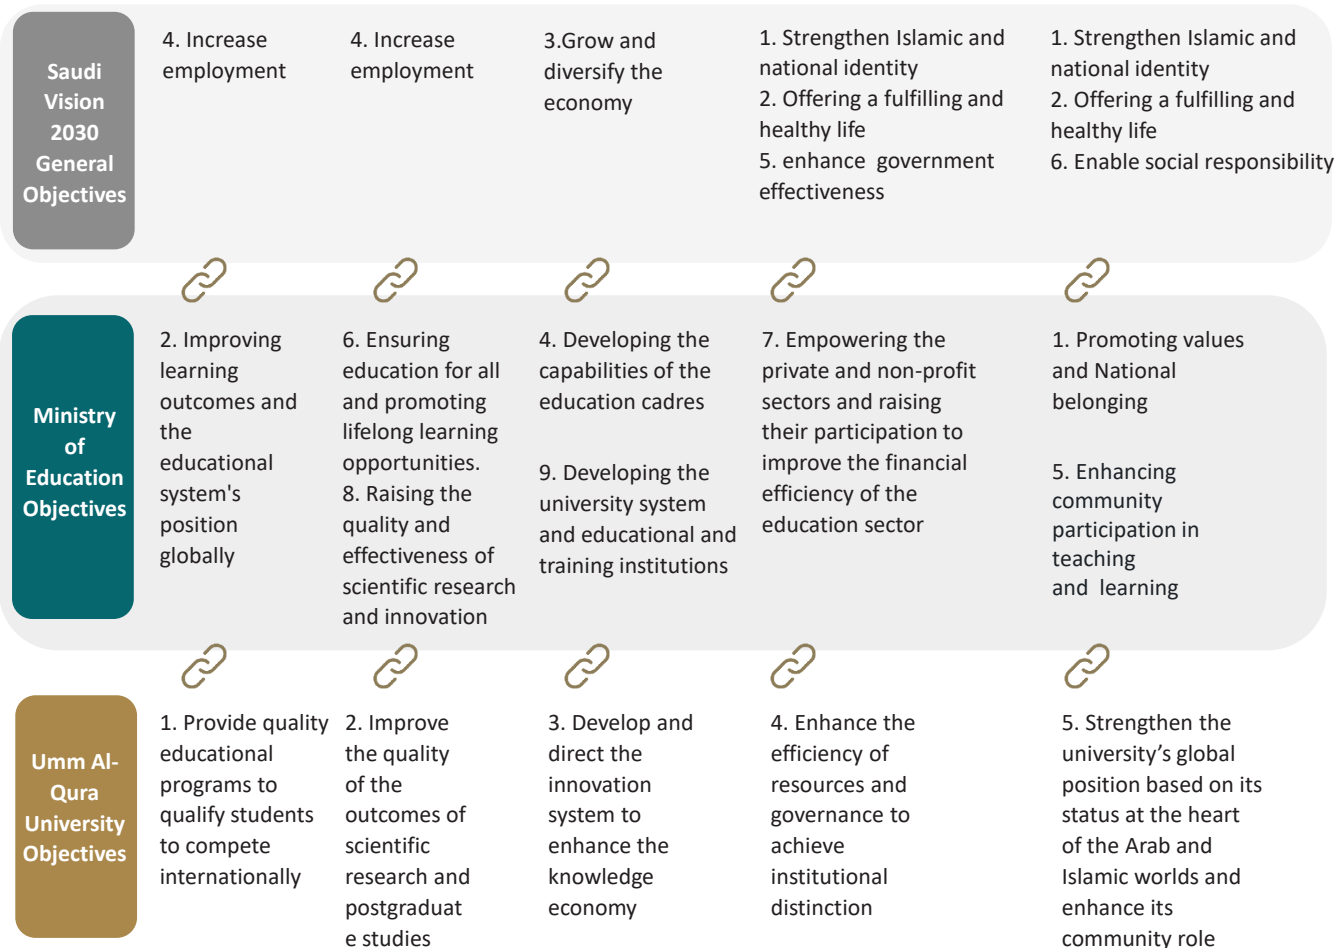 Saudi
Vision
2030
General
Objectives
4. Increase
employment
4. Increase
employment
3.Grow and
diversify the
economy
1. Strengthen Islamic and
national identity
2. Offering a fulfilling and
healthy life
5. enhance  government
effectiveness
1. Strengthen Islamic and
national identity
2. Offering a fulfilling and
healthy life
6. Enable social responsibility
Ministry
of
Education
Objectives
2. Improving
learning
outcomes and
the
educational
system's
position
globally
6. Ensuring
education for all
and promoting
lifelong learning
opportunities.
8. Raising the
quality and
effectiveness of
scientific research
and innovation
4. Developing the
capabilities of the
education cadres
9. Developing the
university system
and educational and
training institutions
7. Empowering the
private and non-profit
sectors and raising
their participation to
improve the financial
efficiency of the
education sector
1. Promoting values
and National
belonging
5. Enhancing
community
participation in
teaching
and  learning
Umm Al-
Qura
University
Objectives
1. Provide quality
educational
programs to
qualify students
to compete
internationally
2. Improve
the quality
of the
outcomes of
scientific
research and
postgraduat
e studies
3. Develop and
direct the
innovation
system to
enhance the
knowledge
economy
4. Enhance the
efficiency of
resources and
governance to
achieve
institutional
distinction
5. Strengthen the
university’s global
position based on its
status at the heart
of the Arab and
Islamic worlds and
enhance its
community role